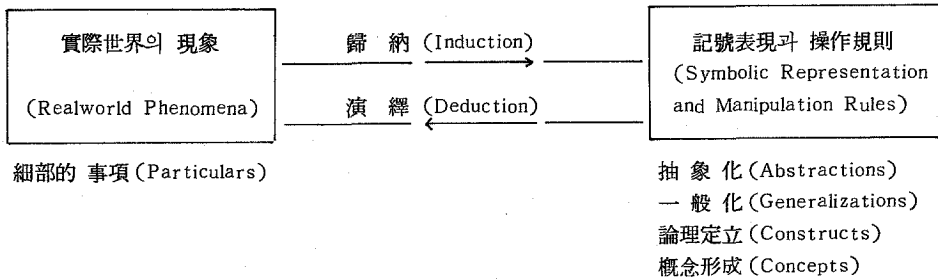 實際世界의 現象
(Realworld Phenomena)
細部的 事項 (Particulars)
歸 納 (Induction)
演 繹 (Deduction)
記號表現과 操作規則
(Symbolic Representation
and Manipulation Rules)
抽 象 化 (Abstractions)
一 般 化 (Generalizations)
論理定立 (Constructs)
槪念形成 (Concepts)